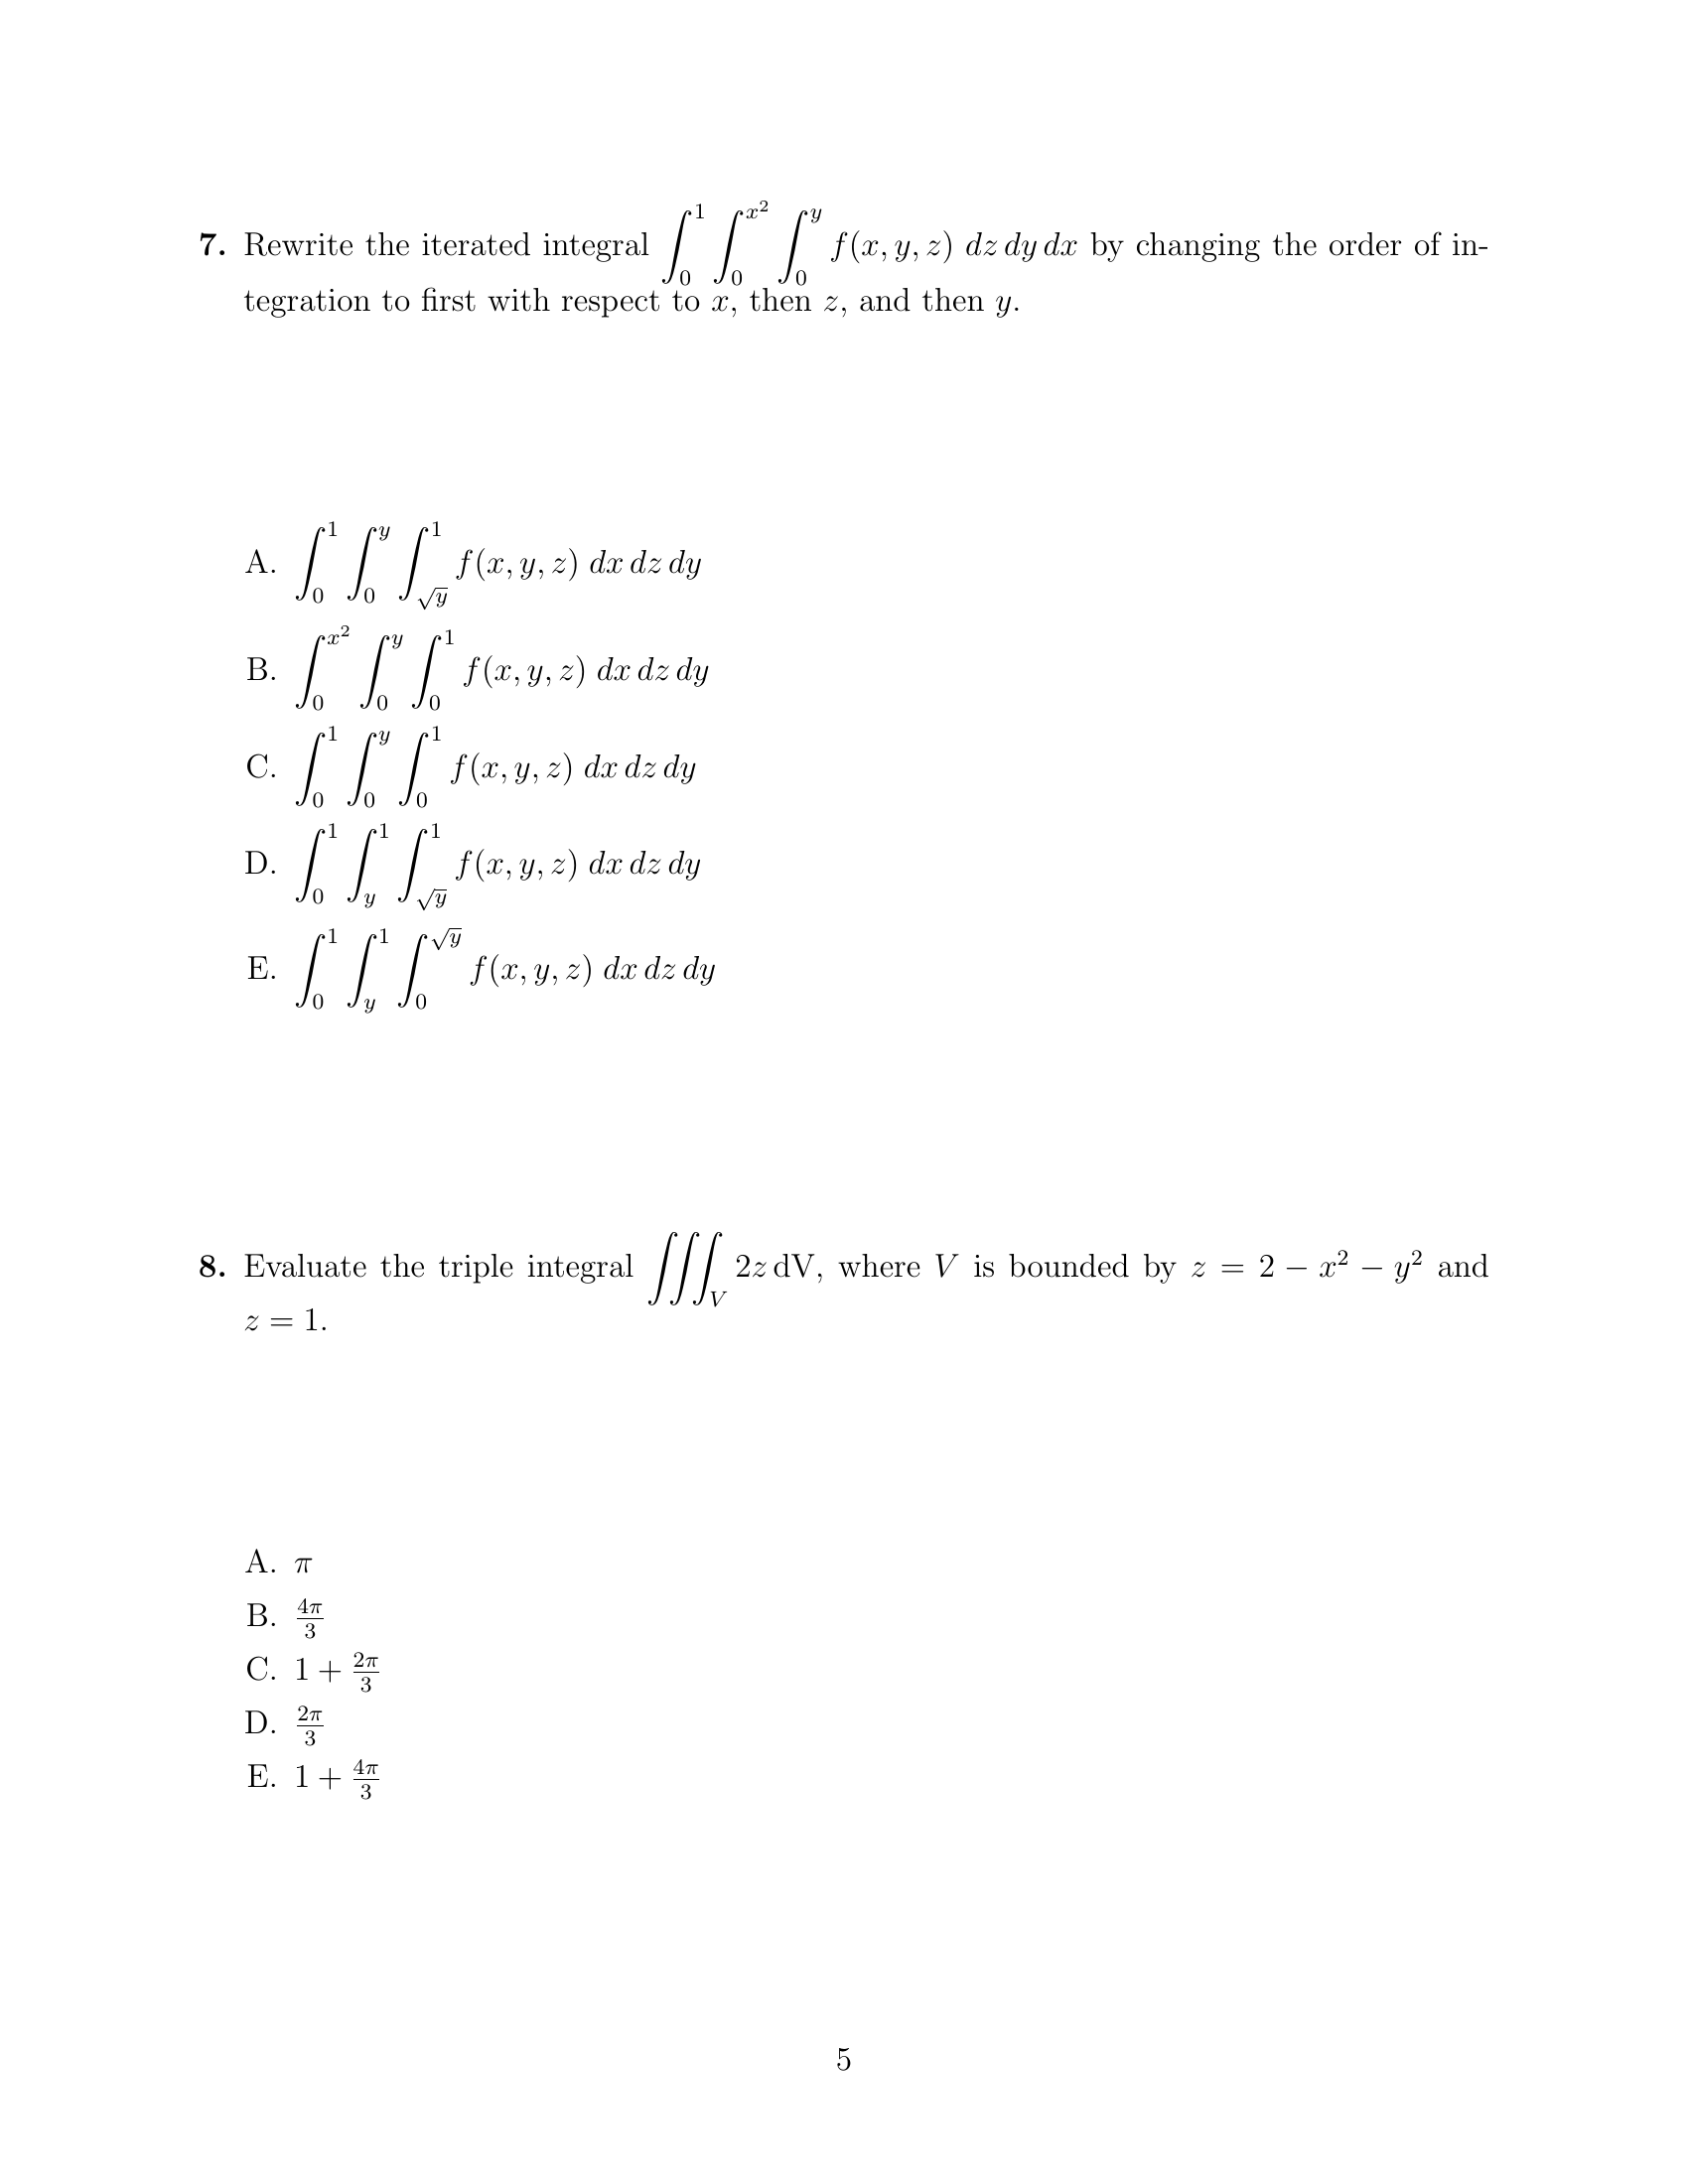 7. Rewrite the iterated integral $\int_0^1 \int_0^{x^2} \int_0^y f(x, y, z) \, dz \, dy \, dx$ by changing the order of in-
tegration to first with respect to $x$, then $z$, and then $y$.
A. $\int_0^1 \int_0^y \int_{\sqrt{y}}^1 f(x, y, z) \, dx \, dz \, dy$
B. $\int_0^{x^2} \int_0^y \int_0^1 f(x, y, z) \, dx \, dz \, dy$
C. $\int_0^1 \int_0^y \int_0^1 f(x, y, z) \, dx \, dz \, dy$
D. $\int_0^1 \int_y^1 \int_{\sqrt{y}}^1 f(x, y, z) \, dx \, dz \, dy$
E. $\int_0^1 \int_y^1 \int_0^{\sqrt{y}} f(x, y, z) \, dx \, dz \, dy$
8. Evaluate the triple integral $\iiint_V 2z \, \mathrm{dV}$, where $V$ is bounded by $z = 2 - x^2 - y^2$ and
$z = 1$.
A. $\pi$
B. $\frac{4\pi}{3}$
C. $1 + \frac{2\pi}{3}$
D. $\frac{2\pi}{3}$
E. $1 + \frac{4\pi}{3}$
5